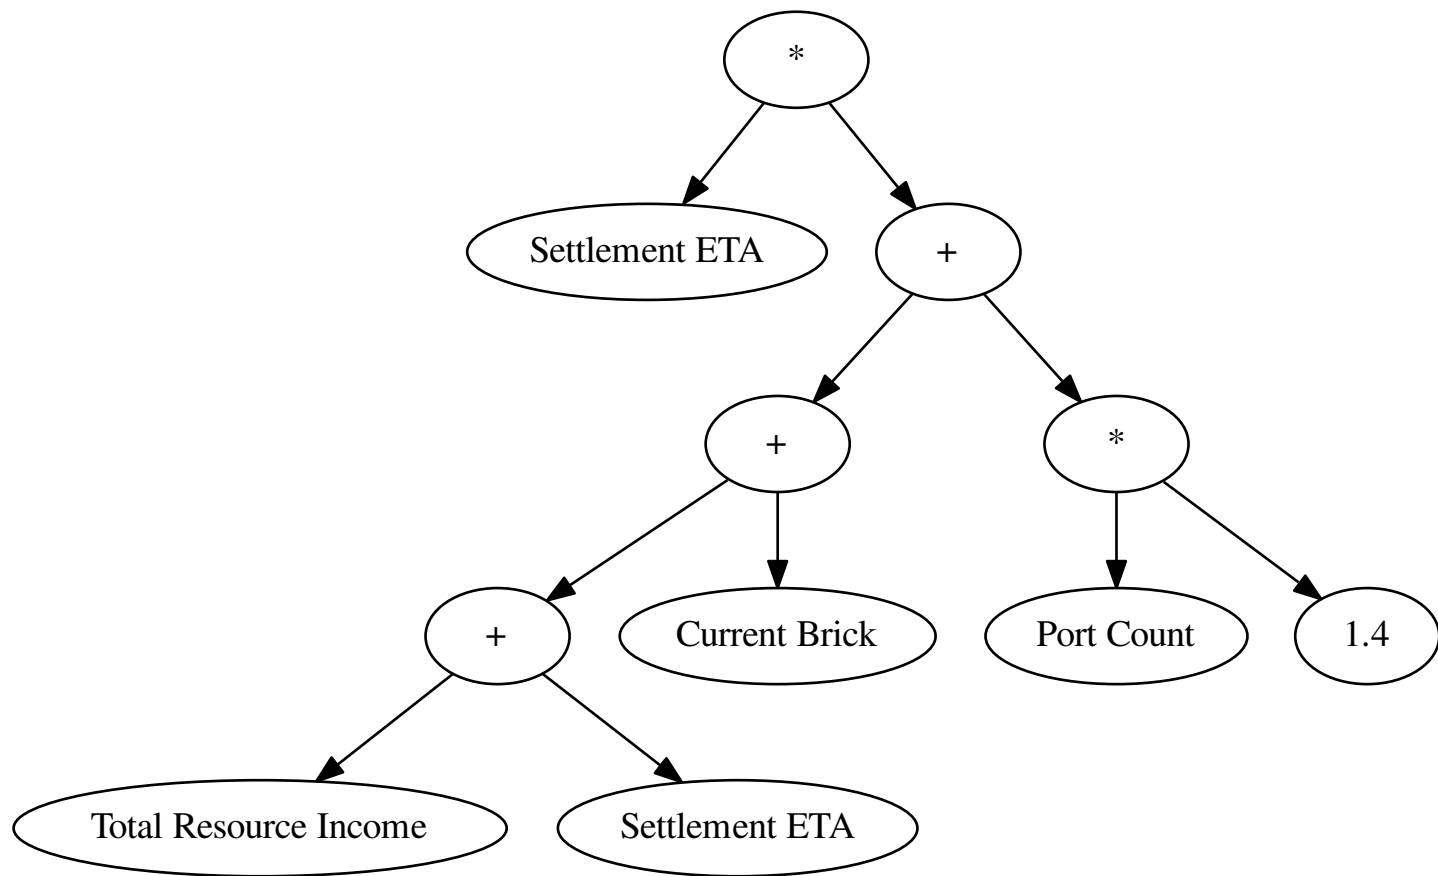 *
Settlement ETA
+
+
*
+
Current Brick
Port Count
1.4
Total Resource Income
Settlement ETA